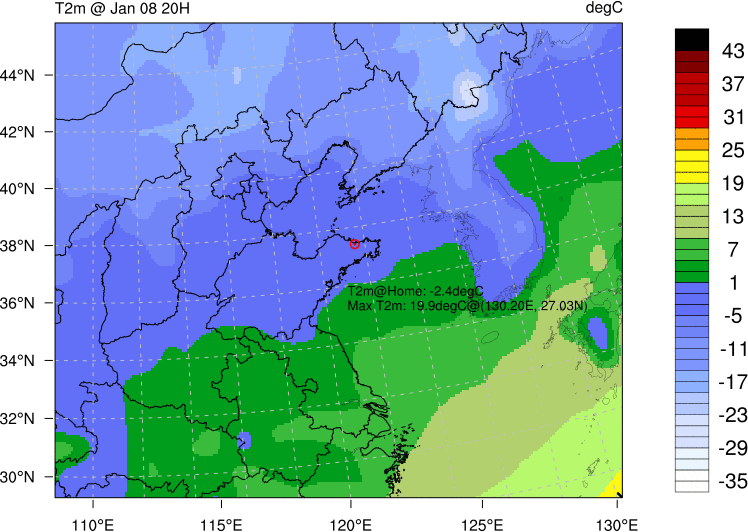 T2m @ Jan 08 20H
degC
44°N
42°N
40°N
38°N
36°N
34°N
32°N
30°N
110°E
115°E
120°E
125°E
130°E
T2m@Home: -2.4degC
Max T2m: 19.9degC@(130.20E, 27.03N)
43
37
31
25
19
13
7
1
-5
-11
-17
-23
-29
-35